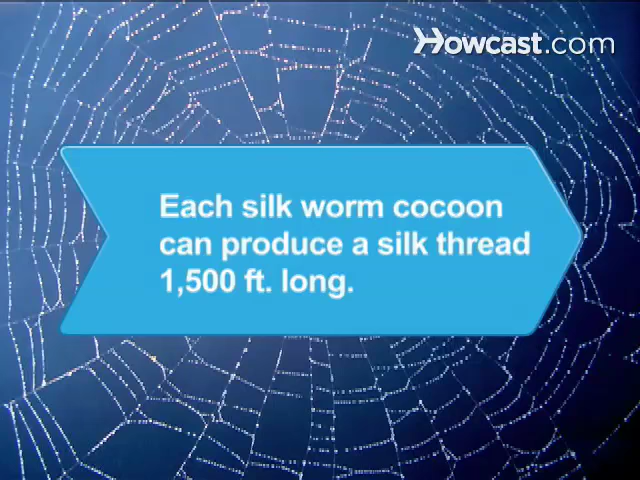 Howcast.com
Each silk worm cocoon
can produce a silk thread
1,500 ft. long.